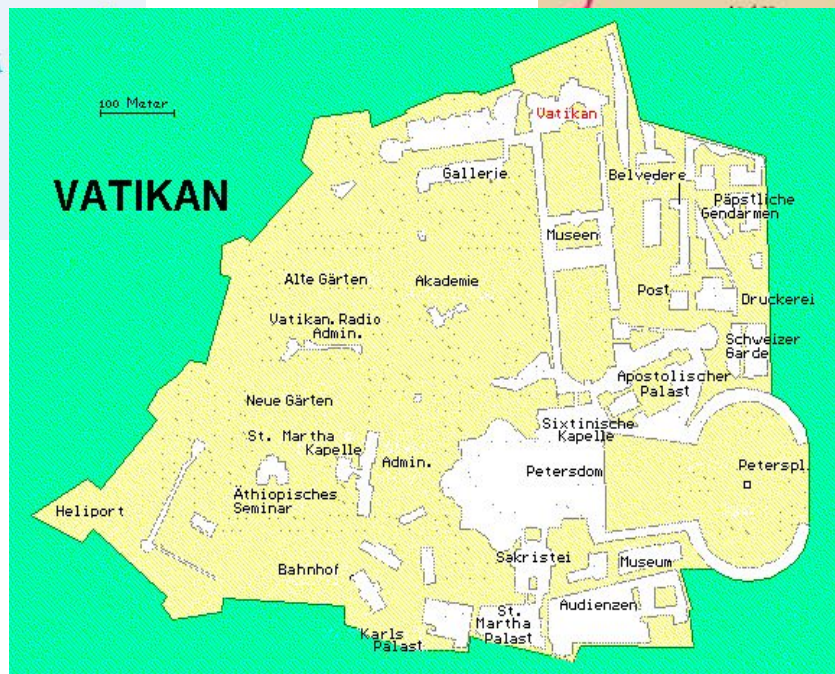 100 Meter
VATIKAN
Vatikan
Gallerie
Belvedere
Päpstliche
Gendarmen
Museen
Alte Gärten
Akademie
Post
Druckerei
Vatikan. Radio
Admin.
Schweizer
Garde
Apostolischer
Palast
Neue Gärten
Sixtinische
Kapelle
St. Martha
Kapelle
Admin.
Petersdom
Peterspl.
Äthiopisches
Seminar
Heliport
Sakristei
Museum
Bahnhof
Audienzen
St.
Martha
Palast
Karls
Palast